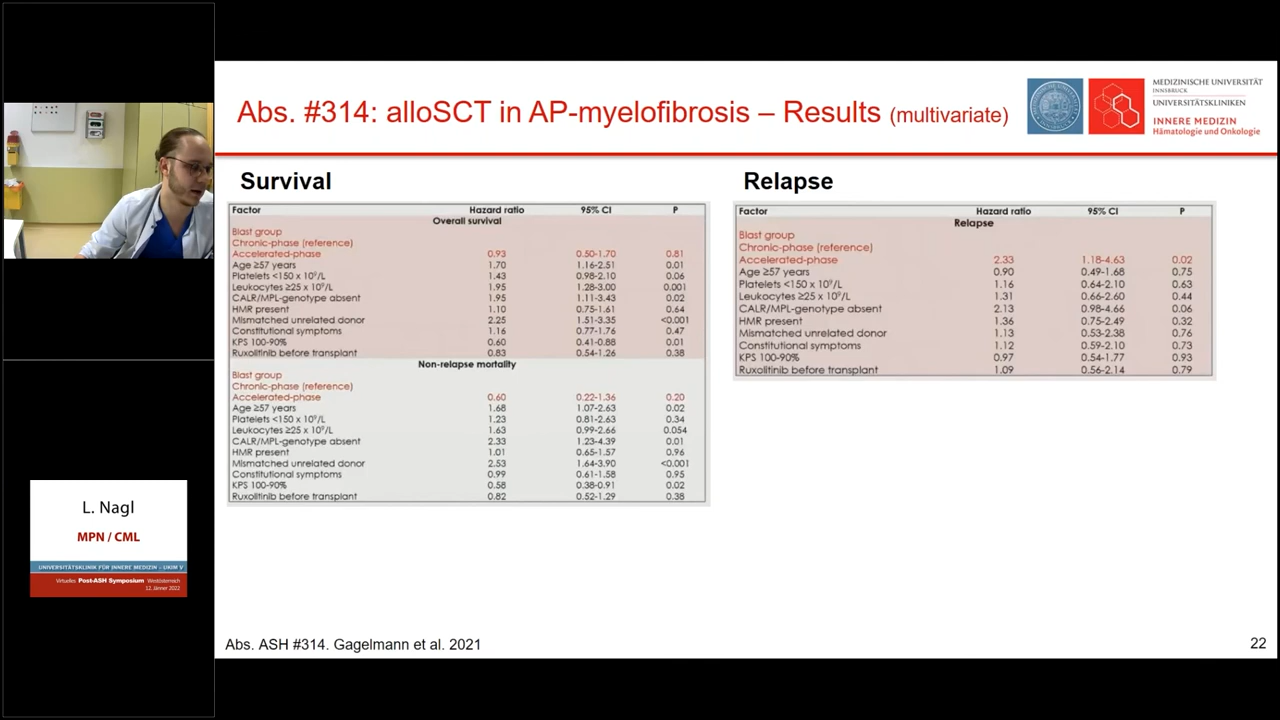 Abs. #314: alloSCT in AP-myelofibrosis – Results (multivariate)
MEDIZINISCHE UNIVERSITÄT
INNSBRUCK
UNIVERSITÄTSKLINIKEN
INNERE MEDIZIN
Hämatologie und Onkologie
Survival
Factor Hazard ratio 95% CI P
Overall survival
Blast group
Chronic-phase (reference)
Accelerated-phase 0.93 0.50-1.70 0.81
Age ≥57 years 1.70 1.16-2.51 0.01
Platelets <150 x 10⁹/L 1.43 0.98-2.10 0.06
Leukocytes ≥25 x 10⁹/L 1.95 1.28-3.00 0.001
CALR/MPL-genotype absent 1.95 1.11-3.43 0.02
HMR present 1.10 0.75-1.61 0.64
Mismatched unrelated donor 2.25 1.51-3.35 <0.001
Constitutional symptoms 1.16 0.77-1.76 0.47
KPS 100-90% 0.60 0.41-0.88 0.01
Ruxolitinib before transplant 0.83 0.54-1.26 0.38
Non-relapse mortality
Blast group
Chronic-phase (reference)
Accelerated-phase 0.60 0.22-1.36 0.20
Age ≥57 years 1.68 1.07-2.63 0.02
Platelets <150 x 10⁹/L 1.23 0.81-2.63 0.34
Leukocytes ≥25 x 10⁹/L 1.63 0.99-2.66 0.054
CALR/MPL-genotype absent 2.33 1.23-4.39 0.01
HMR present 1.01 0.65-1.57 0.96
Mismatched unrelated donor 2.53 1.64-3.90 <0.001
Constitutional symptoms 0.99 0.61-1.58 0.95
KPS 100-90% 0.58 0.38-0.91 0.02
Ruxolitinib before transplant 0.82 0.52-1.29 0.38
Relapse
Factor Hazard ratio 95% CI P
Relapse
Blast group
Chronic-phase (reference)
Accelerated-phase 2.33 1.18-4.63 0.02
Age ≥57 years 0.90 0.49-1.68 0.75
Platelets <150 x 10⁹/L 1.16 0.64-2.10 0.63
Leukocytes ≥25 x 10⁹/L 1.31 0.66-2.60 0.44
CALR/MPL-genotype absent 2.13 0.98-4.66 0.06
HMR present 1.36 0.75-2.49 0.32
Mismatched unrelated donor 1.13 0.53-2.38 0.76
Constitutional symptoms 1.12 0.59-2.10 0.73
KPS 100-90% 0.97 0.54-1.77 0.93
Ruxolitinib before transplant 1.09 0.56-2.14 0.79
L. Nagl
MPN / CML
UNIVERSITÄTSKLINIK FÜR INNERE MEDIZIN – UKIM V
Virtuelles Post-ASH Symposium Westösterreich
12. Jänner 2022
Abs. ASH #314. Gagelmann et al. 2021
22